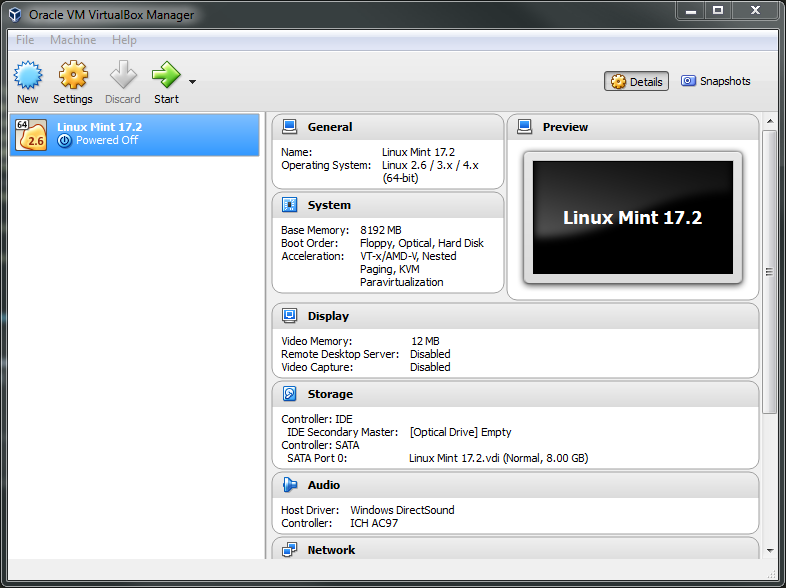 Oracle VM VirtualBox Manager
File Machine Help
New Settings Discard Start
Details Snapshots
64
2.6
Linux Mint 17.2
Powered Off
General
Name: Linux Mint 17.2
Operating System: Linux 2.6 / 3.x / 4.x
(64-bit)
Preview
Linux Mint 17.2
System
Base Memory: 8192 MB
Boot Order: Floppy, Optical, Hard Disk
Acceleration: VT-x/AMD-V, Nested
Paging, KVM
Paravirtualization
Display
Video Memory: 12 MB
Remote Desktop Server: Disabled
Video Capture: Disabled
Storage
Controller: IDE
IDE Secondary Master: [Optical Drive] Empty
Controller: SATA
SATA Port 0: Linux Mint 17.2.vdi (Normal, 8.00 GB)
Audio
Host Driver: Windows DirectSound
Controller: ICH AC97
Network